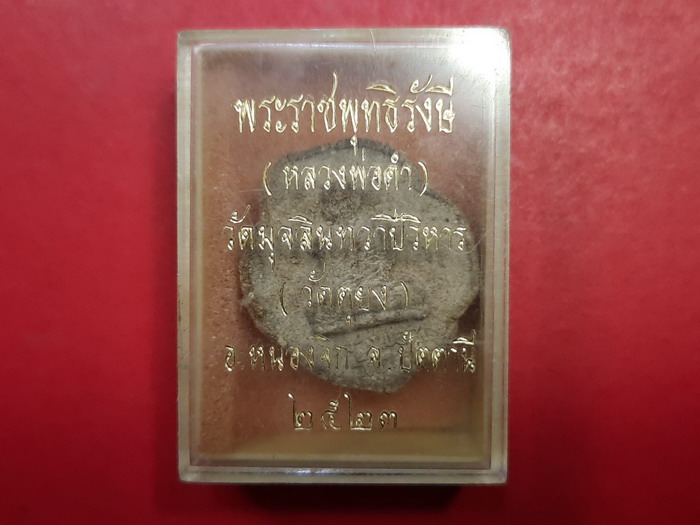 พระราชพุทธิรังษี
( หลวงพ่อดำ )
วัดมุจลินทวาปีวิหาร
( วัดตุยง )
อ.หนองจิก จ.ปัตตานี
๒๕๒๓